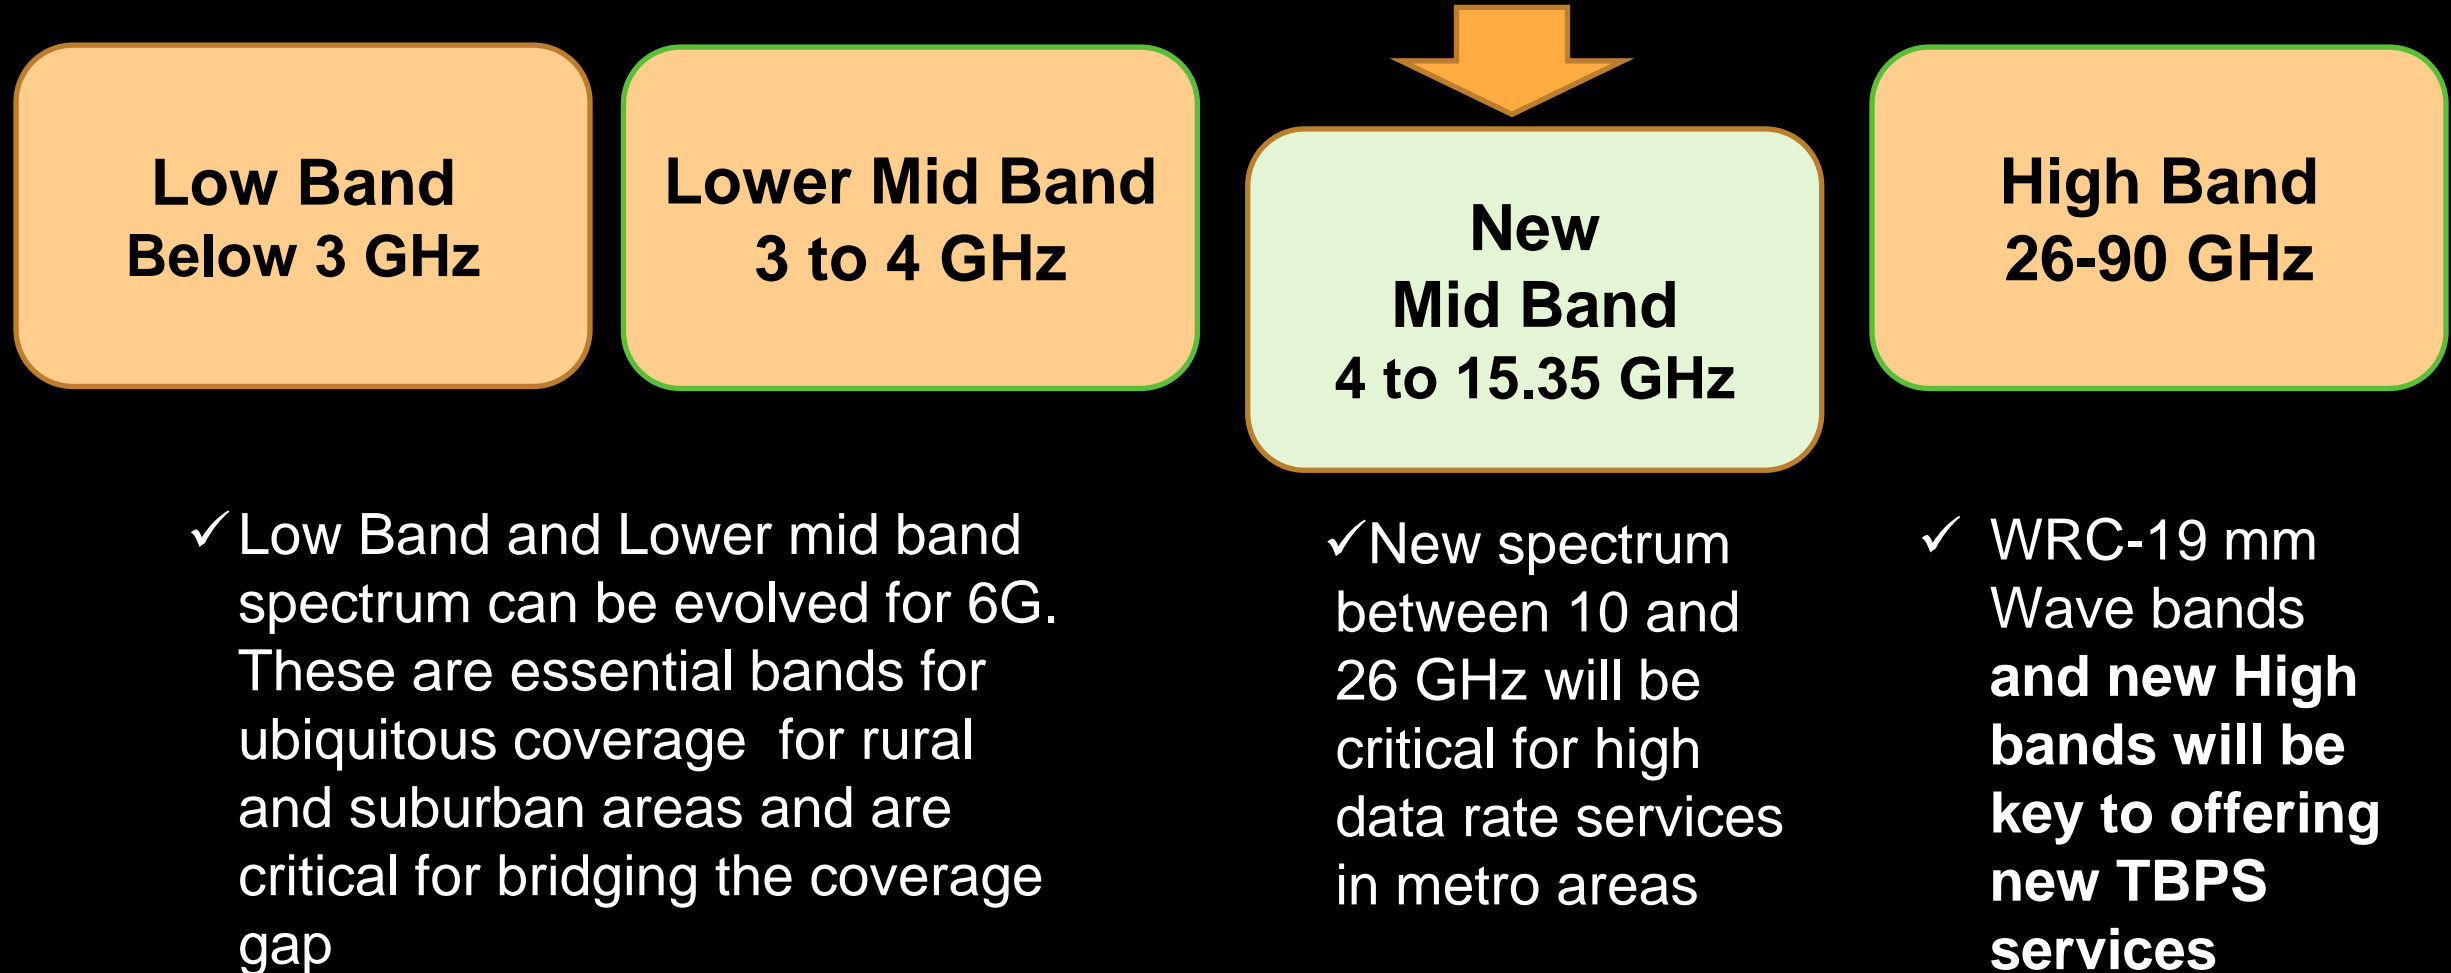 Low Band
Below 3 GHz
Lower Mid Band
3 to 4 GHz
New
Mid Band
4 to 15.35 GHz
High Band
26-90 GHz
✓ Low Band and Lower mid band
spectrum can be evolved for 6G.
These are essential bands for
ubiquitous coverage  for rural
and suburban areas and are
critical for bridging the coverage
gap
✓New spectrum
between 10 and
26 GHz will be
critical for high
data rate services
in metro areas
✓ WRC-19 mm
Wave bands
and new High
bands will be
key to offering
new TBPS
services